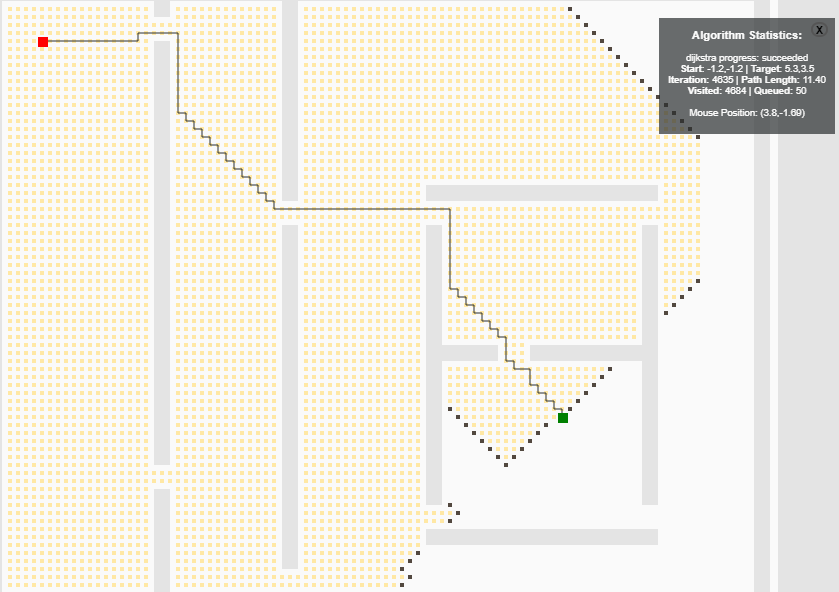 Algorithm Statistics:
X
dijkstra progress: succeeded
Start: -1.2,-1.2 | Target: 5.3,3.5
Iteration: 4635 | Path Length: 11.40
Visited: 4684 | Queued: 50
Mouse Position: (3.8,-1.69)